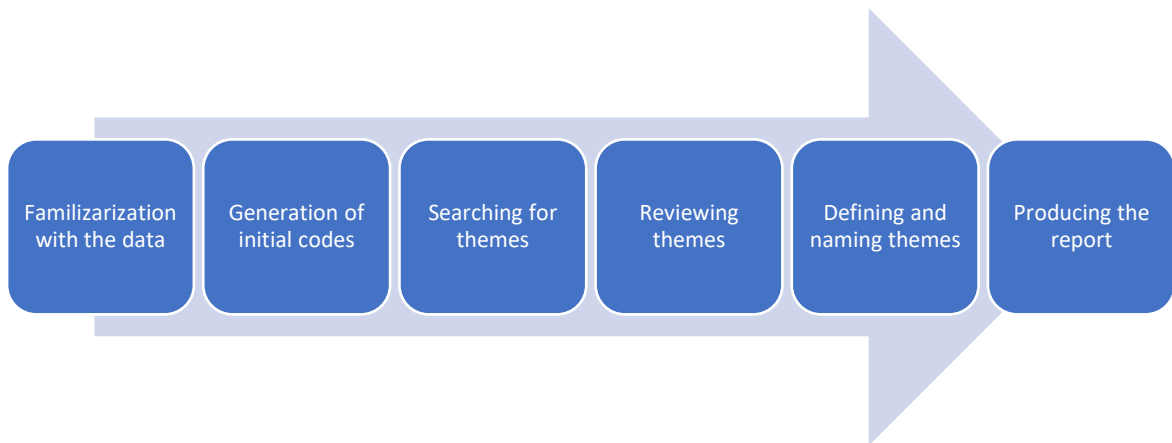 Familizarization
with the data
Generation of
initial codes
Searching for
themes
Reviewing
themes
Defining and
naming themes
Producing the
report